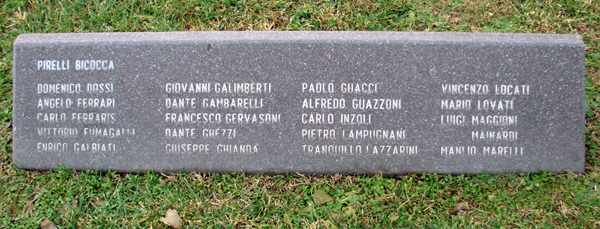 PIRELLI BICOCCA
DOMENICO DOSSI
ANGELO FERRARI
CARLO FERRARIS
VITTORIO FUMAGALLI
ENRICO GALBIATI
GIOVANNI GALIMBERTI
DANTE GAMBARELLI
FRANCESCO GERVASONI
DANTE GHEZZI
GIUSEPPE GHIANDA
PAOLO GUACCI
ALFREDO GUAZZONI
CARLO INZOLI
PIETRO LAMPUGNANI
TRANQUILLO LAZZARINI
VINCENZO LOCATI
MARIO LOVATI
LUIGI MAGGIONI
MAINARDI
MANLIO MARELLI